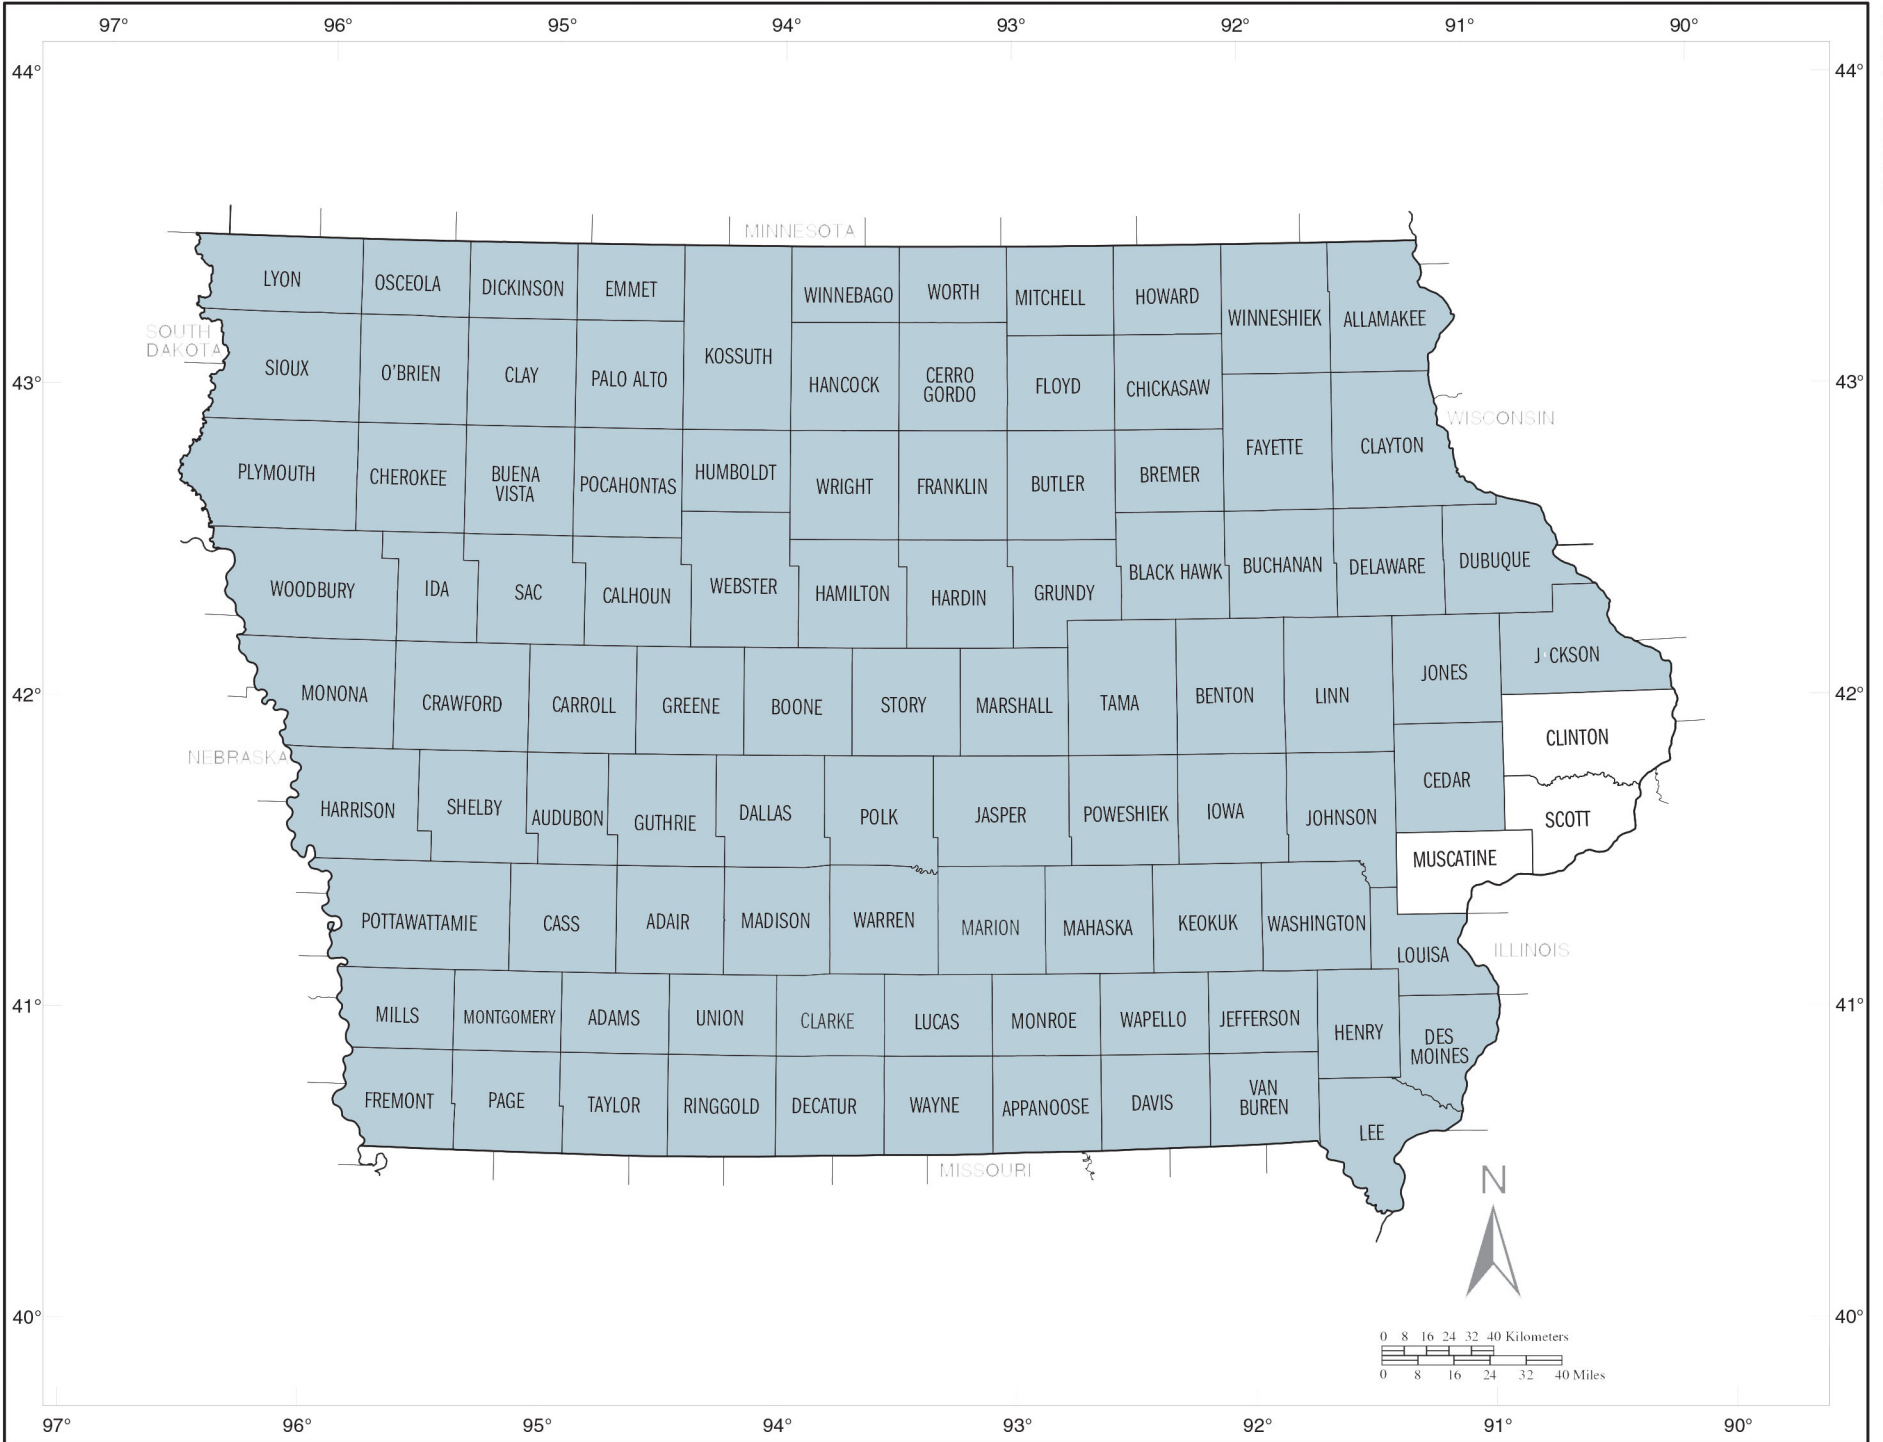 97° 96° 95° 94° 93° 92° 91° 90°
44° 44°
MINNESOTA
LYON OSCEOLA DICKINSON EMMET WINNEBAGO WORTH MITCHELL HOWARD
WINNESHIEK ALLAMAKEE
SOUTH
DAKOTA
SIOUX O'BRIEN CLAY PALO ALTO KOSSUTH HANCOCK
CERRO
GORDO
FLOYD CHICKASAW
43° 43°
WISCONSIN
FAYETTE CLAYTON
PLYMOUTH CHEROKEE
BUENA
VISTA
POCAHONTAS HUMBOLDT WRIGHT FRANKLIN BUTLER BREMER
WOODBURY IDA SAC CALHOUN WEBSTER HAMILTON HARDIN GRUNDY BLACK HAWK BUCHANAN DELAWARE DUBUQUE
J CKSON
42° 42°
MONONA CRAWFORD CARROLL GREENE BOONE STORY MARSHALL TAMA BENTON LINN JONES
CLINTON
NEBRASKA
HARRISON SHELBY AUDUBON GUTHRIE DALLAS POLK JASPER POWESHIEK IOWA JOHNSON CEDAR
SCOTT
MUSCATINE
POTTAWATTAMIE CASS ADAIR MADISON WARREN MARION MAHASKA KEOKUK WASHINGTON
LOUISA
ILLINOIS
41° 41°
MILLS MONTGOMERY ADAMS UNION CLARKE LUCAS MONROE WAPELLO JEFFERSON HENRY
DES
MOINES
FREMONT PAGE TAYLOR RINGGOLD DECATUR WAYNE APPANOOSE DAVIS
VAN
BUREN
LEE
MISSOURI
N
40° 40°
0 8 16 24 32 40 Kilometers
0 8 16 24 32 40 Miles
97° 96° 95° 94° 93° 92° 91° 90°